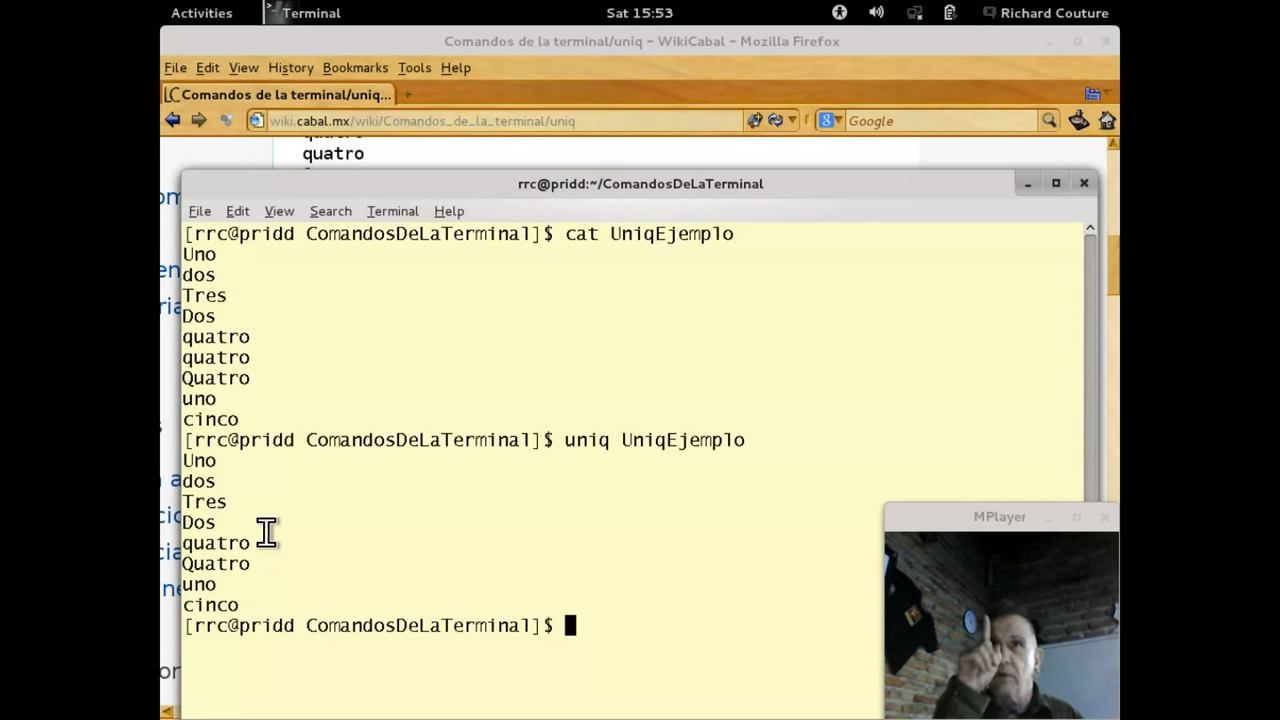 Activities Terminal Sat 15:53 Richard Couture
Comandos de la terminal/uniq - WikiCabal - Mozilla Firefox
File Edit View History Bookmarks Tools Help
Comandos de la terminal/uniq...
wiki.cabal.mx/wiki/Comandos_de_la_terminal/uniq Google
quatro
rrc@pridd:~/ComandosDeLaTerminal
File Edit View Search Terminal Help
[rrc@pridd ComandosDeLaTerminal]$ cat UniqEjemplo
Uno
dos
Tres
Dos
quatro
quatro
Quatro
uno
cinco
[rrc@pridd ComandosDeLaTerminal]$ uniq UniqEjemplo
Uno
dos
Tres
Dos
quatro
Quatro
uno
cinco
[rrc@pridd ComandosDeLaTerminal]$
MPlayer